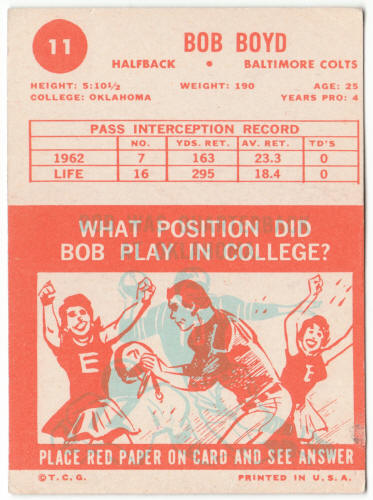 11
BOB BOYD
HALFBACK • BALTIMORE COLTS
HEIGHT: 5:10½ WEIGHT: 190 AGE: 25
COLLEGE: OKLAHOMA YEARS PRO: 4
PASS INTERCEPTION RECORD
NO. YDS. RET. AV. RET. TD'S
1962 7 163 23.3 0
LIFE 16 295 18.4 0
WHAT POSITION DID
BOB PLAY IN COLLEGE?
E E
PLACE RED PAPER ON CARD AND SEE ANSWER
©T.C.G. PRINTED IN U.S.A.